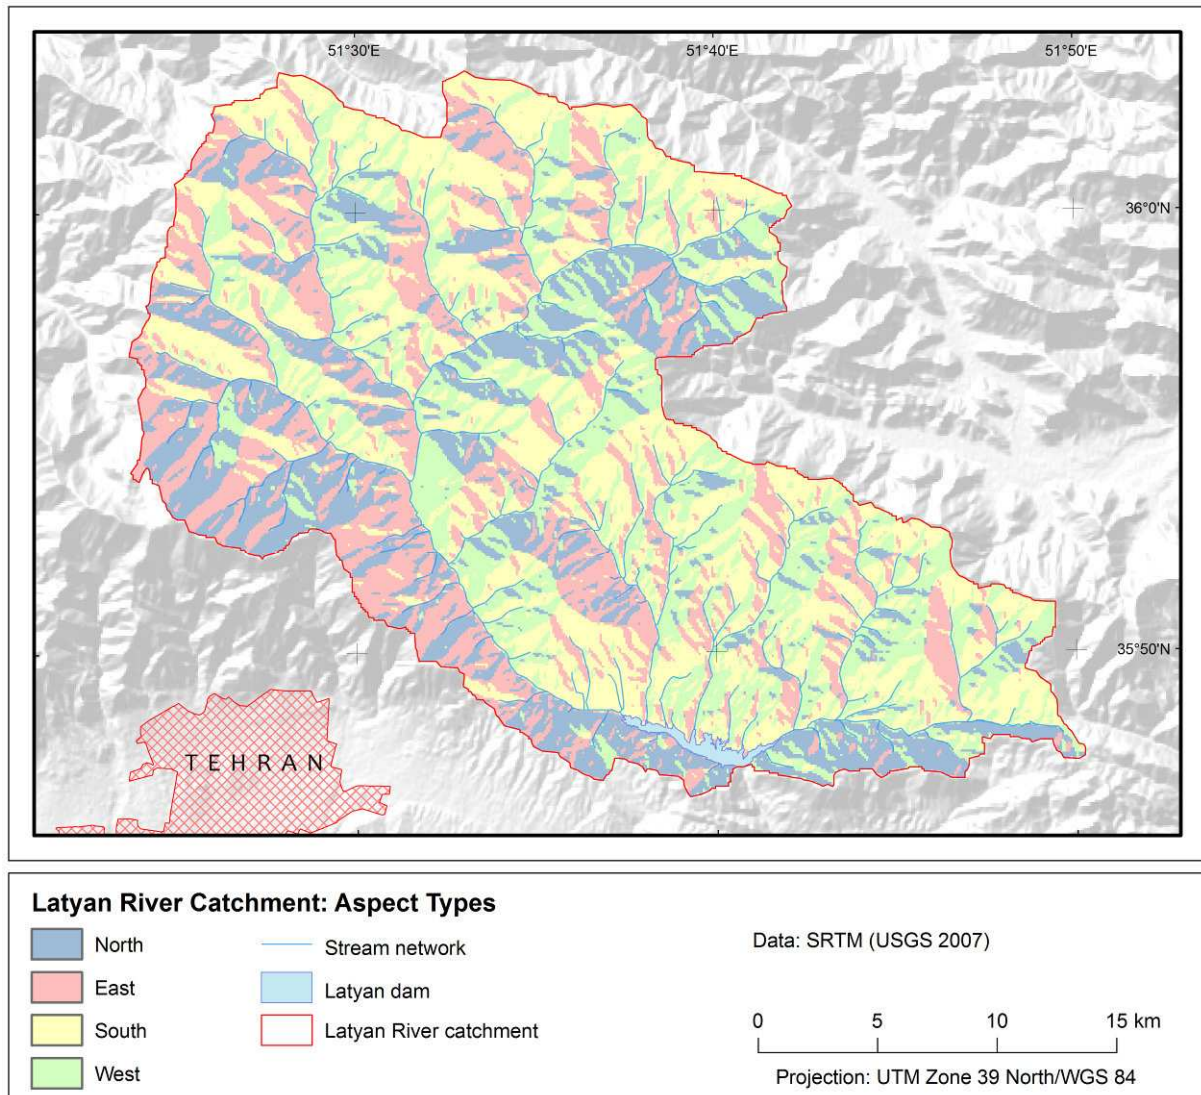 51°30'E
51°40'E
51°50'E
36°0'N
35°50'N
TEHRAN
Latyan River Catchment: Aspect Types
North
East
South
West
Stream network
Latyan dam
Latyan River catchment
Data: SRTM (USGS 2007)
0 5 10 15 km
Projection: UTM Zone 39 North/WGS 84